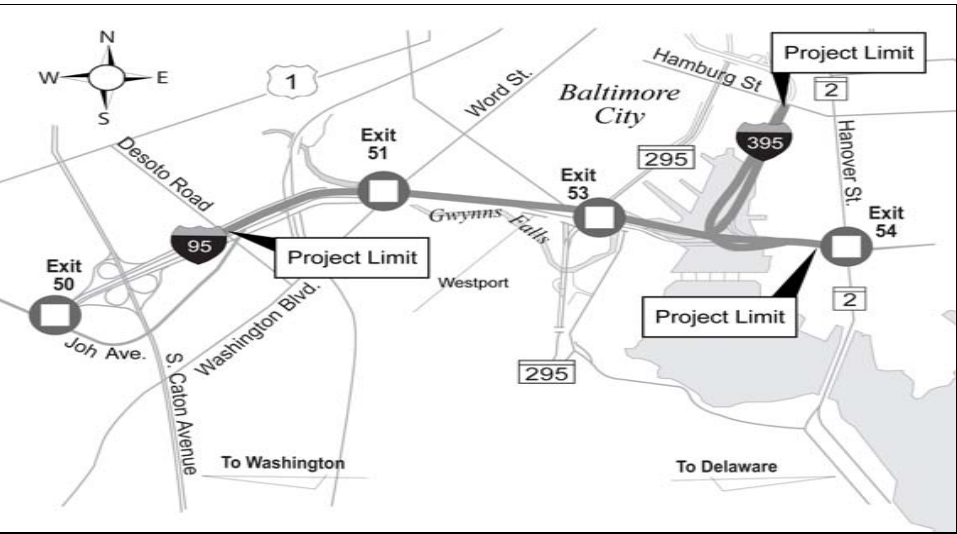 N
W E
S
1
Desoto Road
Exit
51
Word St.
Baltimore
City
Hamburg St
Project Limit
2
Hanover St.
295
395
Exit
53
Gwynns Falls
Exit
54
95
Project Limit
Exit
50
Westport
Project Limit
2
Joh Ave.
Washington Blvd.
295
S. Caton Avenue
To Washington
To Delaware